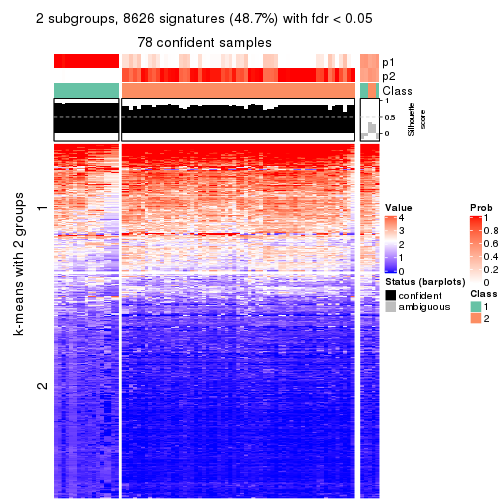 2 subgroups, 8626 signatures (48.7%) with fdr < 0.05
78 confident samples
p1
p2
Class
1
0.5
0
Silhouette
score
k-means with 2 groups
1
2
Value
4
3
2
1
0
Prob
1
0.8
0.6
0.4
0.2
0
Status (barplots)
confident
ambiguous
Class
1
2